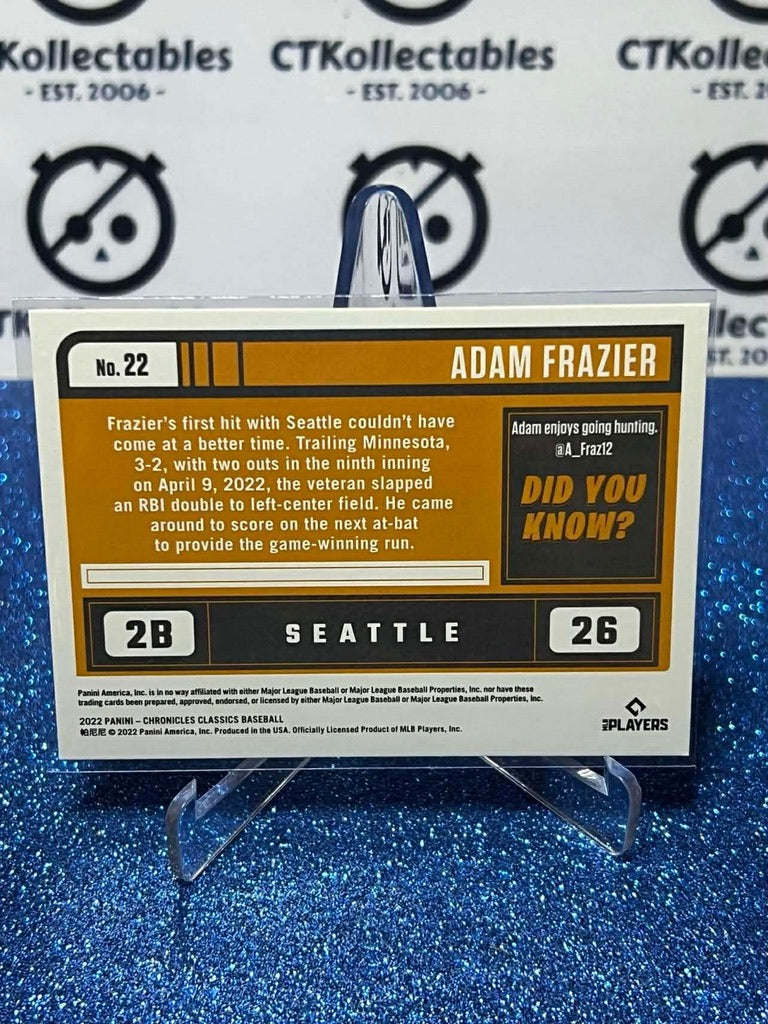 Kollectables CTKollectables CTKolle
- EST. 2006 - - EST. 2006 - - EST. 2
No. 22
ADAM FRAZIER
Frazier's first hit with Seattle couldn't have
come at a better time. Trailing Minnesota,
3-2, with two outs in the ninth inning
on April 9, 2022, the veteran slapped
an RBI double to left-center field. He came
around to score on the next at-bat
to provide the game-winning run.
Adam enjoys going hunting.
@A_Fraz12
DID YOU
KNOW?
2B
SEATTLE
26
Panini America, Inc. is in no way affiliated with either Major League Baseball or Major League Baseball Properties, Inc. nor have these
trading cards been prepared, approved, endorsed, or licensed by either Major League Baseball or Major League Baseball Properties, Inc.
2022 PANINI – CHRONICLES CLASSICS BASEBALL
帕尼尼 © 2022 Panini America, Inc. Produced in the USA. Officially Licensed Product of MLB Players, Inc.
MLB PLAYERS